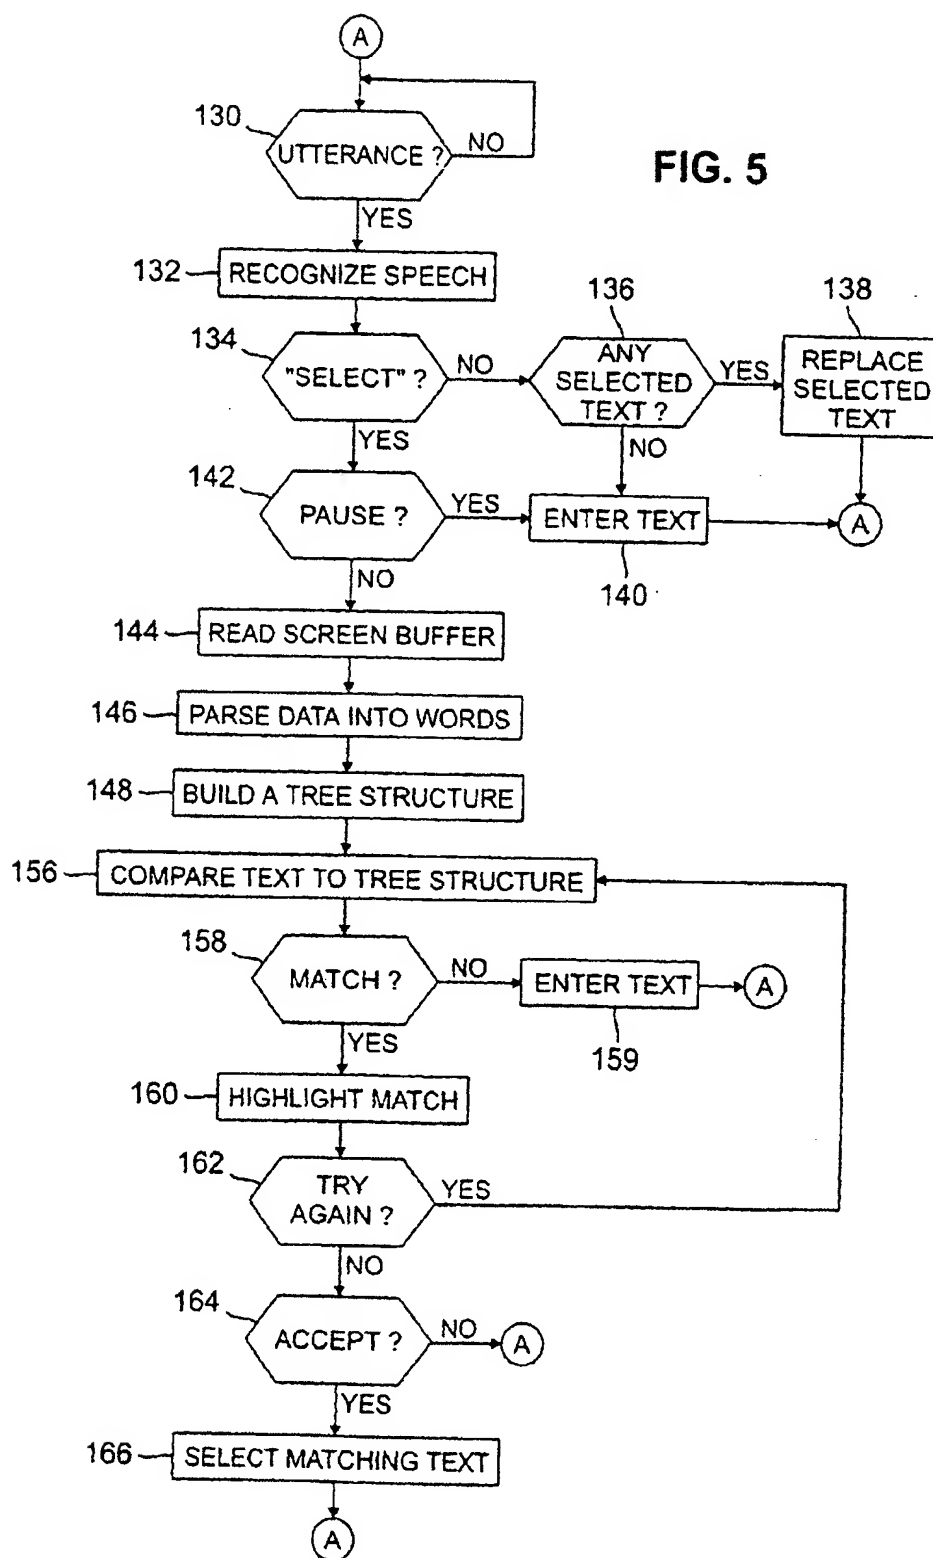 A
130
UTTERANCE ?
NO
FIG. 5
YES
132
RECOGNIZE SPEECH
136
138
134
"SELECT" ?
NO
ANY
SELECTED
TEXT ?
YES
REPLACE
SELECTED
TEXT
YES
NO
142
PAUSE ?
YES
ENTER TEXT
A
140
NO
144
READ SCREEN BUFFER
146
PARSE DATA INTO WORDS
148
BUILD A TREE STRUCTURE
156
COMPARE TEXT TO TREE STRUCTURE
158
MATCH ?
NO
ENTER TEXT
A
159
YES
160
HIGHLIGHT MATCH
162
TRY
AGAIN ?
YES
NO
164
ACCEPT ?
NO
A
YES
166
SELECT MATCHING TEXT
A